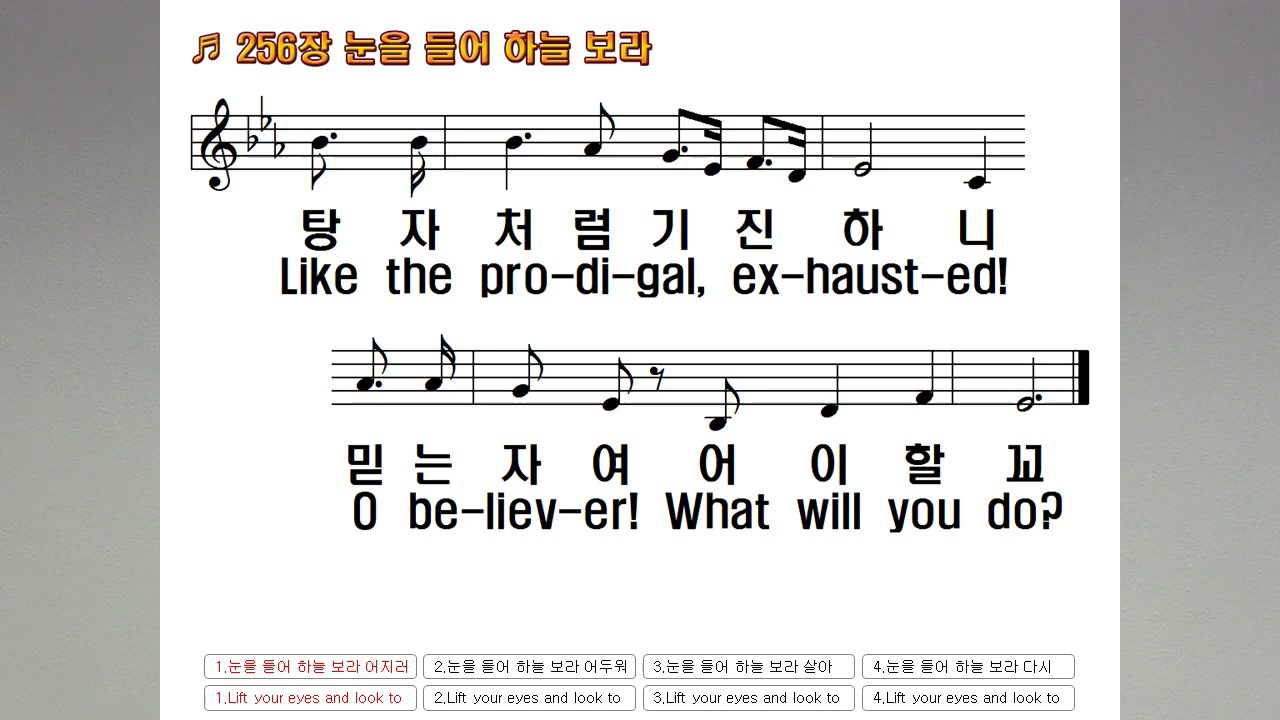 ♬ 256장 눈을 들어 하늘 보라
탕 자 처 럼 기 진 하 니
Like the pro-di-gal, ex-haust-ed!
믿 는 자 여 어 이 할 꼬
O be-liev-er! What will you do?
1.눈을 들어 하늘 보라 어지러 2.눈을 들어 하늘 보라 어두워 3.눈을 들어 하늘 보라 살아 4.눈을 들어 하늘 보라 다시
1.Lift your eyes and look to 2.Lift your eyes and look to 3.Lift your eyes and look to 4.Lift your eyes and look to